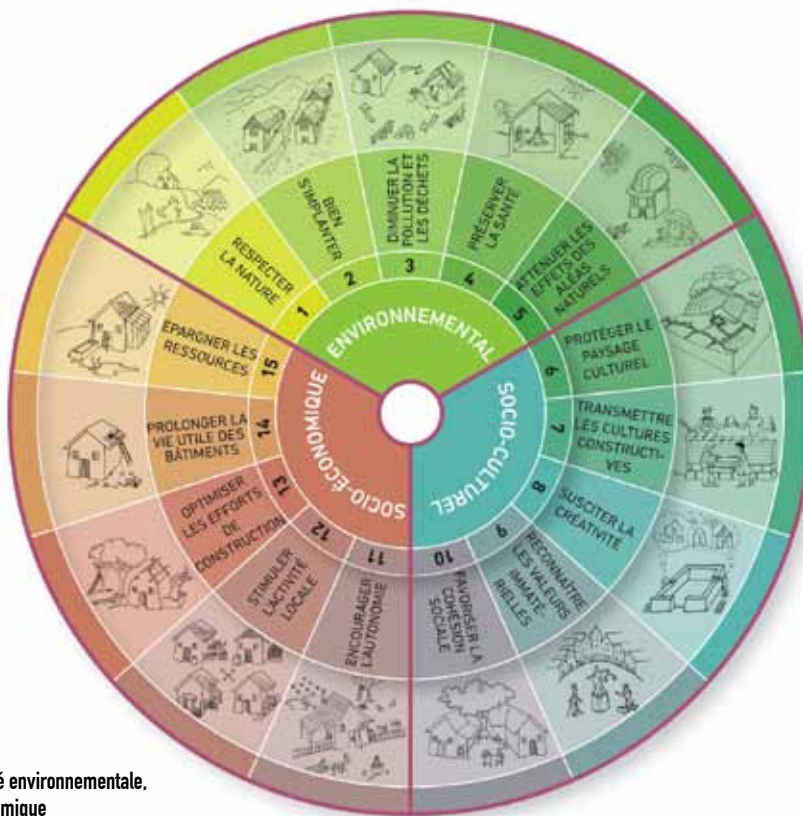 ENVIRONNEMENTAL
1
RESPECTER
LA NATURE
2
BIEN
S'IMPLANTER
3
DIMINUER LA
POLLUTION ET
LES DÉCHETS
4
PRÉSERVER
LA SANTÉ
5
ATTENUER LES
EFFETS DES
ALÉAS
NATURELS
SOCIO-CULTUREL
6
PROTÉGER LE
PAYSAGE
CULTUREL
7
TRANSMETTRE
LES CULTURES
CONSTRUCTI-
VES
8
SUSCITER LA
CRÉATIVITÉ
9
RECONNAÎTRE
LES VALEURS
IMMATÉ-
RIELLES
10
FAVORISER LA
COHÉSION
SOCIALE
SOCIO-ÉCONOMIQUE
11
ENCOURAGER
L'AUTONOMIE
12
STIMULER
L'ACTIVITÉ
LOCALE
13
OPTIMISER
LES EFFORTS
DE
CONSTRUCTION
14
PROLONGER LA
VIE UTILE DES
BÂTIMENTS
15
EPARGNER LES
RESSOURCES
é environnementale,
mique